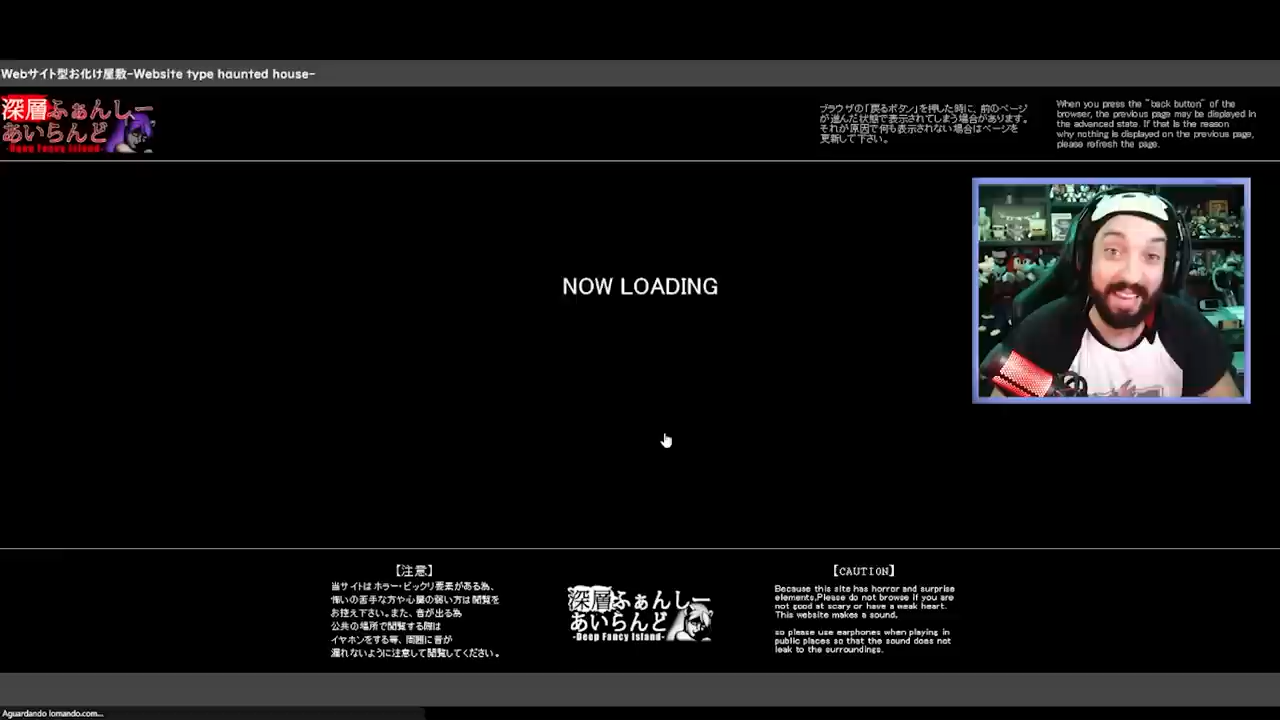 Webサイト型お化け屋敷-Website type haunted house-
深層ふぁんしー
あいらんど
-Deep Fancy Island-
ブラウザの「戻るボタン」を押した時に、前のページ
が進んだ状態で表示されてしまう場合があります。
それが原因で何も表示されない場合はページを
更新して下さい。
When you press the "back button" of the
browser, the previous page may be displayed in
the advanced state. If that is the reason
why nothing is displayed on the previous page,
please refresh the page.
NOW LOADING
【注意】
当サイトはホラー・ビックリ要素がある為、
怖いの苦手な方や心臓の弱い方は閲覧を
お控え下さい。また、音が出る為
公共の場所で閲覧する際は
イヤホンをする等、周囲に音が
漏れないように注意して閲覧してください。
深層ふぁんしー
あいらんど
-Deep Fancy Island-
【CAUTION】
Because this site has horror and surprise
elements,Please do not browse if you are
not good at scary or have a weak heart.
This website makes a sound,
so please use earphones when playing in
public places so that the sound does not
leak to the surroundings.
Aguardando lomando.com...